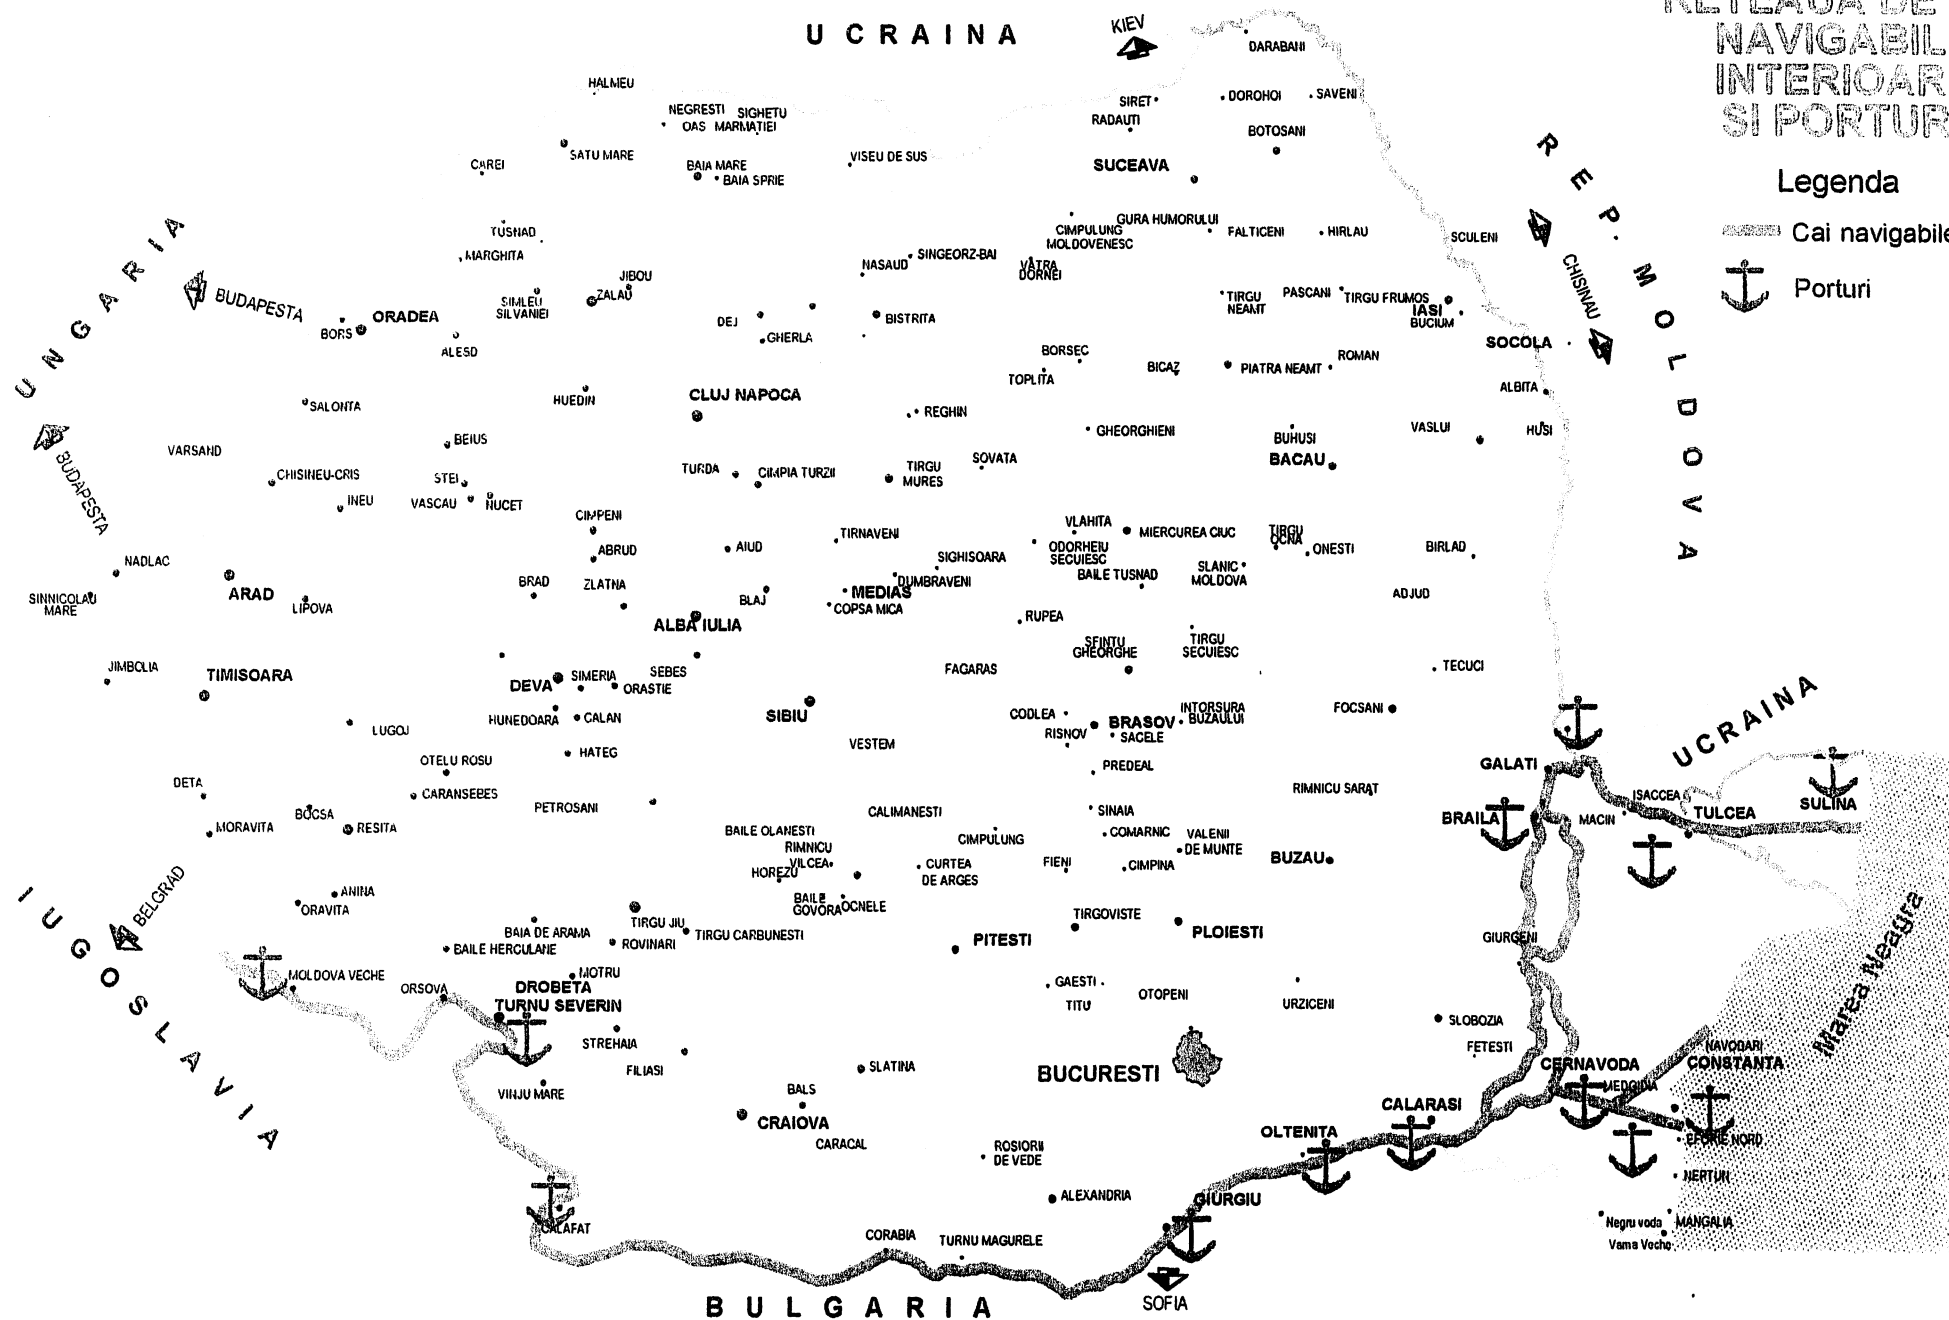 RETEAUA DE
NAVIGABIL
INTERIOAR
SI PORTUR
Legenda
Cai navigabile
Porturi
UCRAINA
KIEV
DARABANI
HALMEU
NEGRESTI
OAS
SIGHETU
MARMATIEI
SIRET
DOROHOI
SAVENI
RADAUTI
BOTOSANI
SATU MARE
CAREI
BAIA MARE
BAIA SPRIE
VISEU DE SUS
SUCEAVA
REP. MOLDOVA
CHISINAU
UNGARIA
BUDAPESTA
BUDAPESTA
TUSNAD
MARGHITA
GURA HUMORULUI
CIMPULUNG
MOLDOVENESC
FALTICENI
HIRLAU
SCULENI
SINGEORZ-BAI
NASAUD
VATRA
DORNEI
JIBOU
ZALAU
SIMLEU
SILVANIEI
TIRGU
NEAMT
PASCANI
TIRGU FRUMOS
IASI
BUCIUM
ORADEA
BORS
ALESD
DEJ
GHERLA
BISTRITA
SOCOLA
BORSEC
TOPLITA
BICAZ
PIATRA NEAMT
ROMAN
ALBITA
HUEDIN
CLUJ NAPOCA
SALONTA
REGHIN
GHEORGHIENI
BUHUSI
BACAU
VASLUI
HUSI
VARSAND
BEIUS
CHISINEU-CRIS
INEU
STEI
VASCAU
NUCET
TURDA
CIMPIA TURZII
TIRGU
MURES
SOVATA
CIMPENI
ABRUD
AIUD
TIRNAVENI
VLAHITA
MIERCUREA CIUC
ODORHEIU
SECUIESC
TIRGU
OCNA
ONESTI
BIRLAD
NADLAC
SINNICOLAU
MARE
ARAD
LIPOVA
BRAD
ZLATNA
BLAJ
SIGHISOARA
DUMBRAVENI
MEDIAS
COPSA MICA
BAILE TUSNAD
SLANIC
MOLDOVA
ADJUD
ALBA IULIA
RUPEA
SFINTU
GHEORGHE
TIRGU
SECUIESC
JIMBOLIA
TIMISOARA
SEBES
DEVA
SIMERIA
ORASTIE
FAGARAS
TECUCI
HUNEDOARA
CALAN
SIBIU
CODLEA
BRASOV
INTORSURA
BUZAULUI
RISNOV
SACELE
FOCSANI
LUGOJ
HATEG
VESTEM
OTELU ROSU
PREDEAL
UCRAINA
GALATI
DETA
CARANSEBES
PETROSANI
RIMNICU SARAT
ISACCEA
SULINA
BOCSA
MORAVITA
RESITA
CALIMANESTI
SINAIA
BRAILA
MACIN
TULCEA
BAILE OLANESTI
RIMNICU
VILCEA
HOREZU
CIMPULUNG
COMARNIC
VALENII
DE MUNTE
CURTEA
DE ARGES
FIENI
CIMPINA
BUZAU
BELGRAD
ANINA
ORAVITA
BAILE
GOVORA
OCNELE
IUGOSLAVIA
TIRGU JIU
BAIA DE ARAMA
ROVINARI
TIRGU CARBUNESTI
BAILE HERCULANE
TIRGOVISTE
PITESTI
PLOIESTI
GIURGENI
Marea Neagra
MOLDOVA VECHE
ORSOVA
MOTRU
DROBETA
TURNU SEVERIN
GAESTI
TITU
OTOPENI
URZICENI
SLOBOZIA
STREHAIA
FILIASI
FETESTI
NAVODARI
CONSTANTA
CERNAVODA
MEDGIDIA
BUCURESTI
SLATINA
VINJU MARE
BALS
CRAIOVA
CARACAL
CALARASI
OLTENITA
EFORIE NORD
ROSIORII
DE VEDE
NEPTUN
ALEXANDRIA
GIURGIU
CALAFAT
CORABIA
TURNU MAGURELE
Negru voda
MANGALIA
Vama Veche
SOFIA
BULGARIA